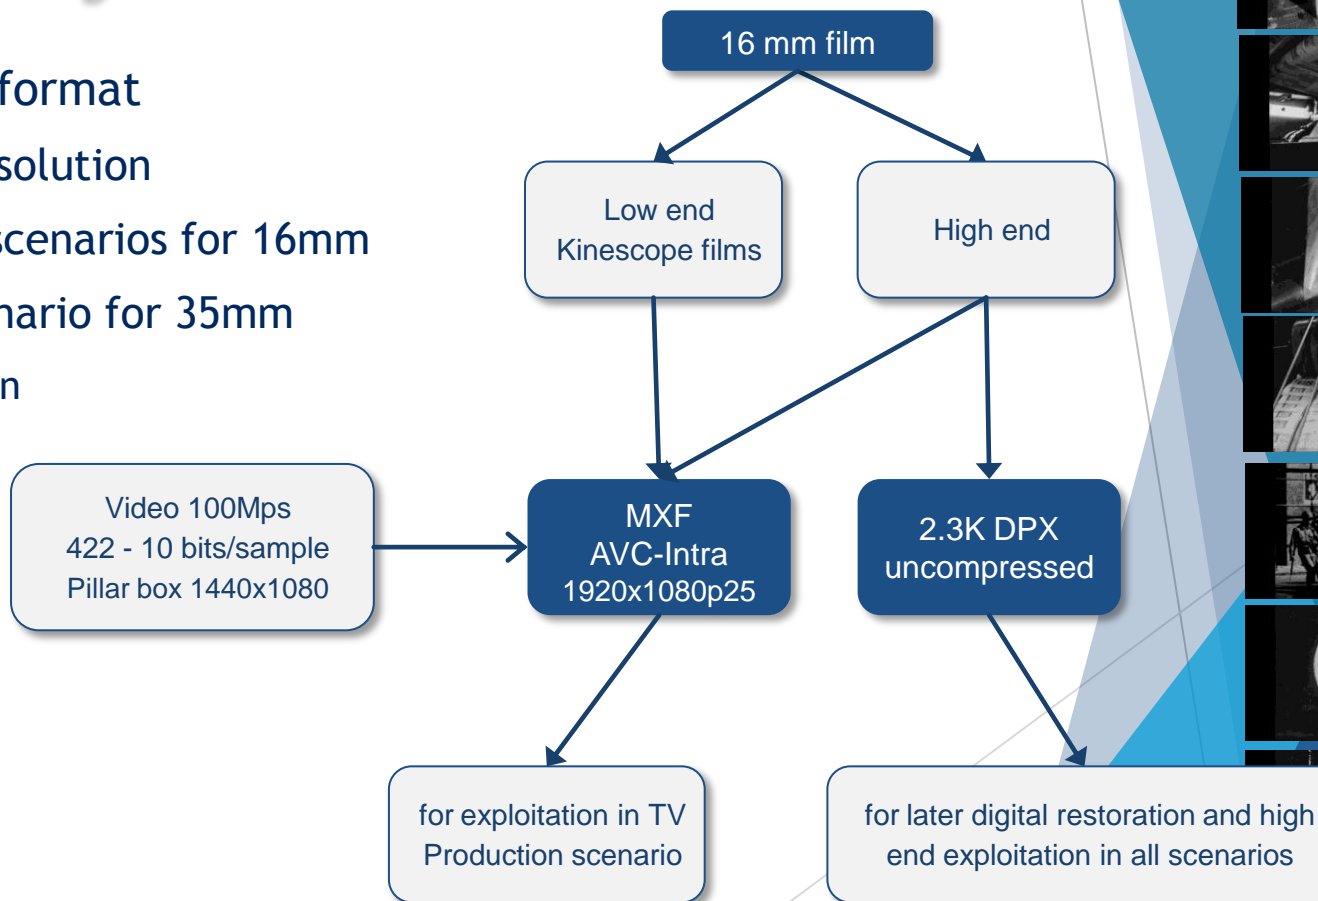 16 mm film
format
solution
scenarios for 16mm
nario for 35mm
n
Low end
Kinescope films
High end
Video 100Mps
422 - 10 bits/sample
Pillar box 1440x1080
MXF
AVC-Intra
1920x1080p25
2.3K DPX
uncompressed
for exploitation in TV
Production scenario
for later digital restoration and high
end exploitation in all scenarios